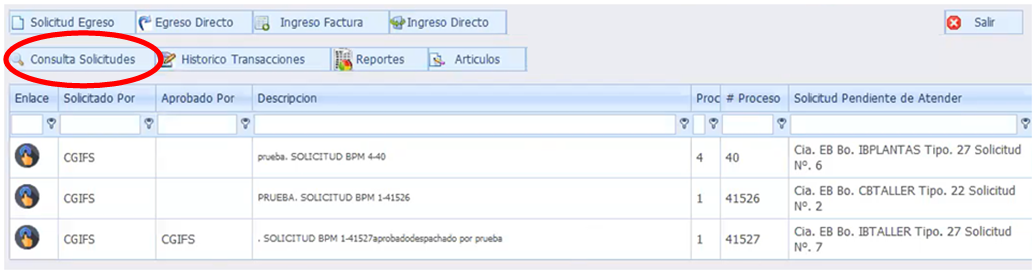 Solicitud Egreso Egreso Directo Ingreso Factura Ingreso Directo Salir
Consulta Solicitudes Historico Transacciones Reportes Articulos
Enlace Solicitado Por Aprobado Por Descripcion Proc # Proceso Solicitud Pendiente de Atender
CGIFS prueba. SOLICITUD BPM 4-40 4 40 Cia. EB Bo. IBPLANTAS Tipo. 27 Solicitud
Nº. 6
CGIFS PRUEBA. SOLICITUD BPM 1-41526 1 41526 Cia. EB Bo. CBTALLER Tipo. 22 Solicitud
Nº. 2
CGIFS CGIFS . SOLICITUD BPM 1-41527aprobadodespachado por prueba 1 41527 Cia. EB Bo. IBTALLER Tipo. 27 Solicitud
Nº. 7